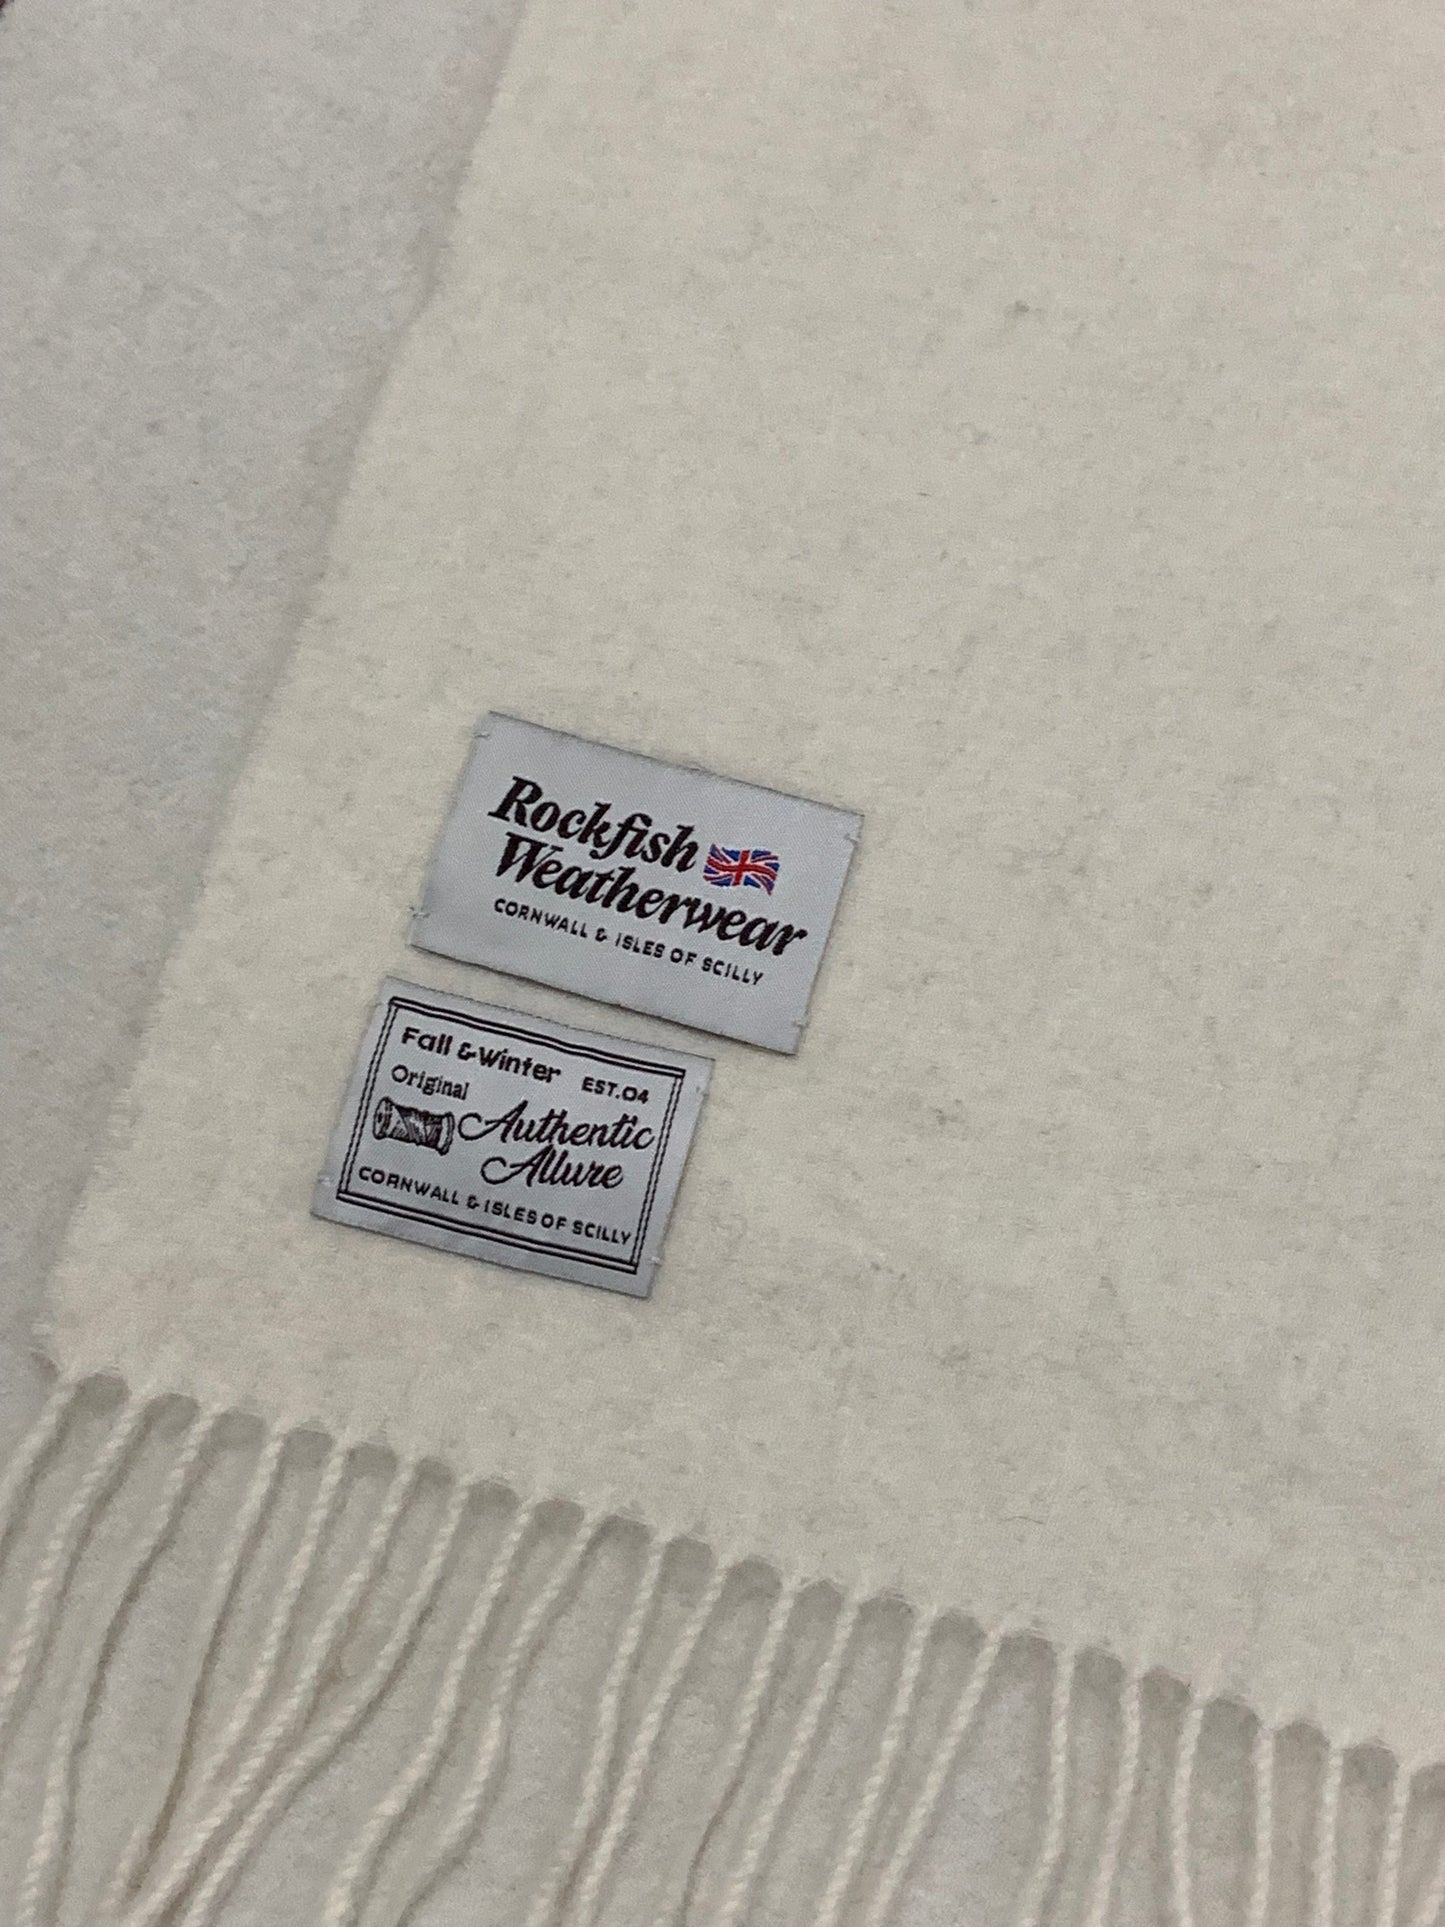 Rockfish
Weatherwear
CORNWALL & ISLES OF SCILLY
Fall & Winter EST.04
Original
Authentic
Allure
CORNWALL & ISLES OF SCILLY